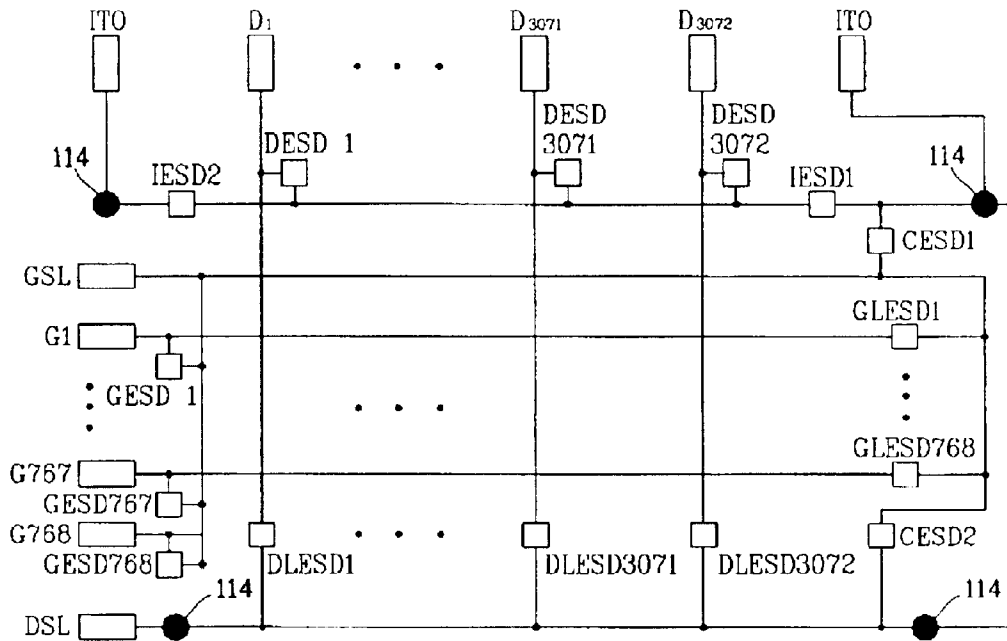 ITO D1 D3071 D3072 ITO
DESD 1 DESD 3071 DESD 3072
114 IESD2 IESD1 114
CESD1
GSL
G1 GLESD1
GESD 1
G767 GLESD768
GESD767
G768 CESD2
GESD768 DLESD1 DLESD3071 DLESD3072
114 114
DSL